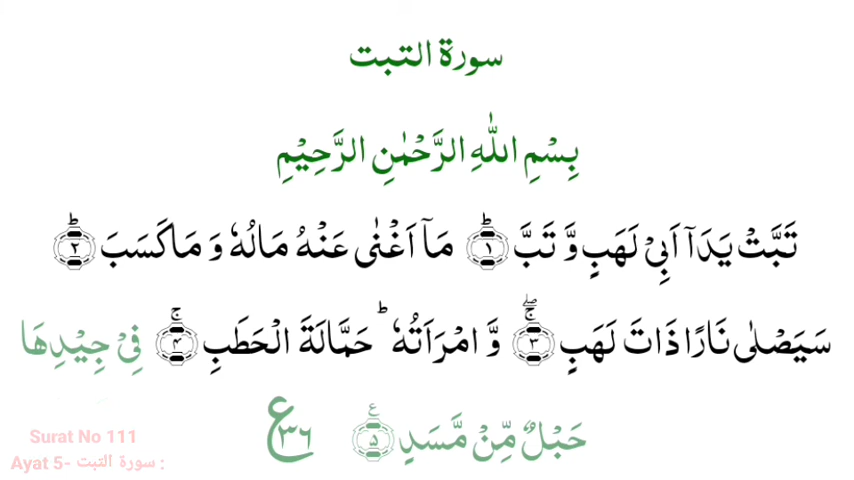 سورة التبت
بِسْمِ اللّٰهِ الرَّحْمٰنِ الرَّحِيْمِ
تَبَّتْ يَدَاۤ اَبِيْ لَهَبٍ وَّ تَبَّ ؕ﴿۱﴾ مَاۤ اَغْنٰى عَنْهُ مَالُهٗ وَ مَا كَسَبَ ؕ﴿۲﴾
سَيَصْلٰى نَارًا ذَاتَ لَهَبٍ ۖۚ﴿۳﴾ وَّ امْرَاَتُهٗ ؕ حَمَّالَةَ الْحَطَبِ ۚ﴿۴﴾ فِيْ جِيْدِهَا
حَبْلٌ مِّنْ مَّسَدٍ ﴿۵﴾ ع ۳۶
Surat No 111
Ayat 5- سورة التبت :